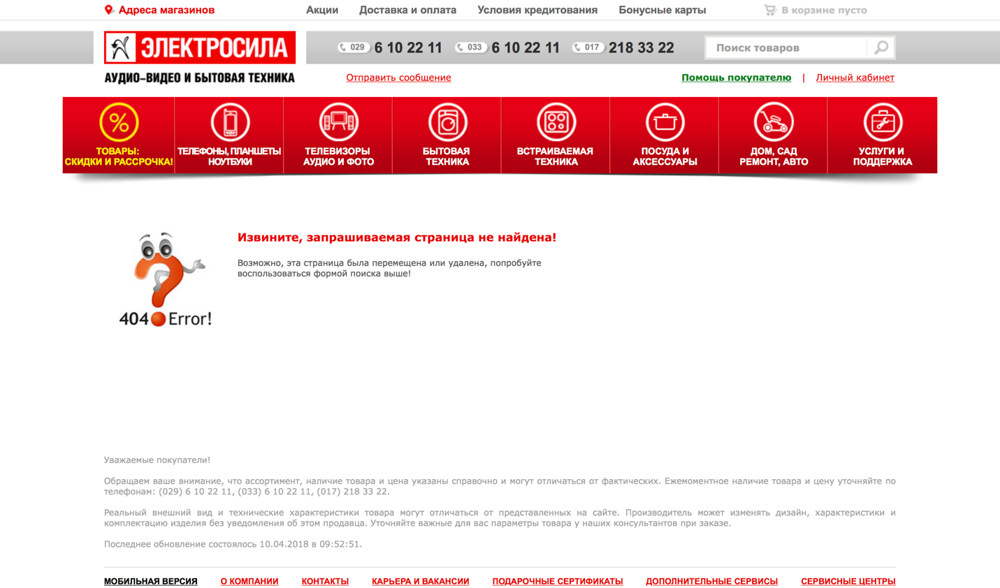 Адреса магазинов
Акции Доставка и оплата Условия кредитования Бонусные карты
В корзине пусто
ЭЛЕКТРОСИЛА
АУДИО-ВИДЕО И БЫТОВАЯ ТЕХНИКА
029 6 10 22 11 033 6 10 22 11 017 218 33 22
Поиск товаров
Отправить сообщение
Помощь покупателю | Личный кабинет
ТОВАРЫ:
СКИДКИ И РАССРОЧКА!
ТЕЛЕФОНЫ, ПЛАНШЕТЫ
НОУТБУКИ
ТЕЛЕВИЗОРЫ
АУДИО И ФОТО
БЫТОВАЯ
ТЕХНИКА
ВСТРАИВАЕМАЯ
ТЕХНИКА
ПОСУДА И
АКСЕССУАРЫ
ДОМ, САД
РЕМОНТ, АВТО
УСЛУГИ И
ПОДДЕРЖКА
Извините, запрашиваемая страница не найдена!
Возможно, эта страница была перемещена или удалена, попробуйте
воспользоваться формой поиска выше!
404 Error!
Уважаемые покупатели!
Обращаем ваше внимание, что ассортимент, наличие товара и цена указаны справочно и могут отличаться от фактических. Ежемоментное наличие товара и цену уточняйте по
телефонам: (029) 6 10 22 11, (033) 6 10 22 11, (017) 218 33 22.
Реальный внешний вид и технические характеристики товара могут отличаться от представленных на сайте. Производитель может изменять дизайн, характеристики и
комплектацию изделия без уведомления об этом продавца. Уточняйте важные для вас параметры товара у наших консультантов при заказе.
Последнее обновление состоялось 10.04.2018 в 09:52:51.
МОБИЛЬНАЯ ВЕРСИЯ О КОМПАНИИ КОНТАКТЫ КАРЬЕРА И ВАКАНСИИ ПОДАРОЧНЫЕ СЕРТИФИКАТЫ ДОПОЛНИТЕЛЬНЫЕ СЕРВИСЫ СЕРВИСНЫЕ ЦЕНТРЫ